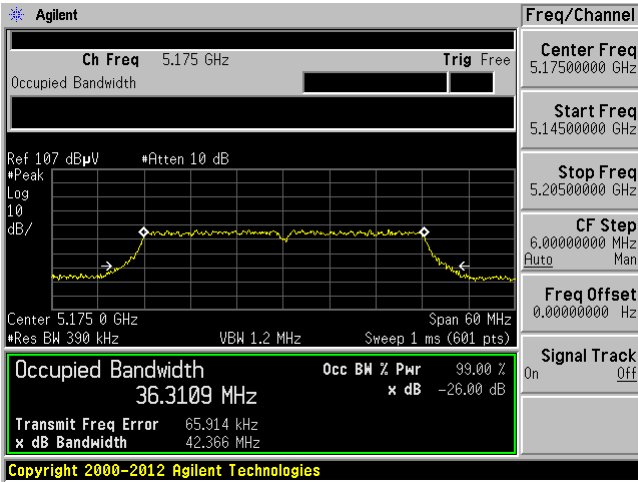 Agilent
Freq/Channel
Ch Freq 5.175 GHz Trig Free
Occupied Bandwidth
Center Freq
5.17500000 GHz
Start Freq
5.14500000 GHz
Stop Freq
5.20500000 GHz
CF Step
6.00000000 MHz
Auto Man
Freq Offset
0.00000000 Hz
Signal Track
On Off
Ref 107 dBµV #Atten 10 dB
#Peak
Log
10
dB/
Center 5.175 0 GHz Span 60 MHz
#Res BW 390 kHz VBW 1.2 MHz Sweep 1 ms (601 pts)
Occupied Bandwidth Occ BW % Pwr 99.00 %
36.3109 MHz x dB -26.00 dB
Transmit Freq Error 65.914 kHz
x dB Bandwidth 42.366 MHz
Copyright 2000-2012 Agilent Technologies